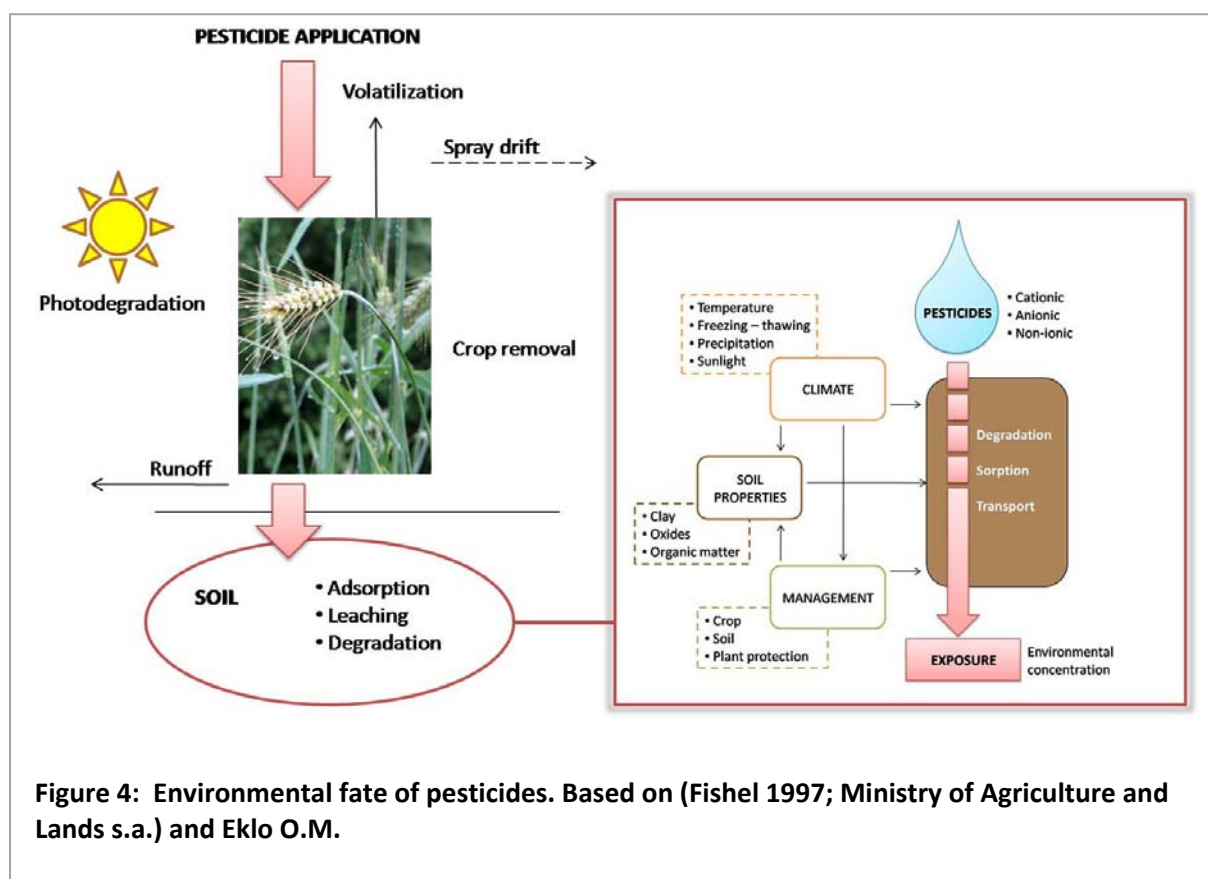 PESTICIDE APPLICATION
Volatilization
Spray drift
Photodegradation
Crop removal
Runoff
SOIL
• Adsorption
• Leaching
• Degradation
PESTICIDES
• Cationic
• Anionic
• Non-ionic
• Temperature
• Freezing – thawing
• Precipitation
• Sunlight
CLIMATE
Degradation
Sorption
Transport
SOIL
PROPERTIES
• Clay
• Oxides
• Organic matter
MANAGEMENT
• Crop
• Soil
• Plant protection
EXPOSURE
Environmental
concentration
Figure 4: Environmental fate of pesticides. Based on (Fishel 1997; Ministry of Agriculture and
Lands s.a.) and Eklo O.M.